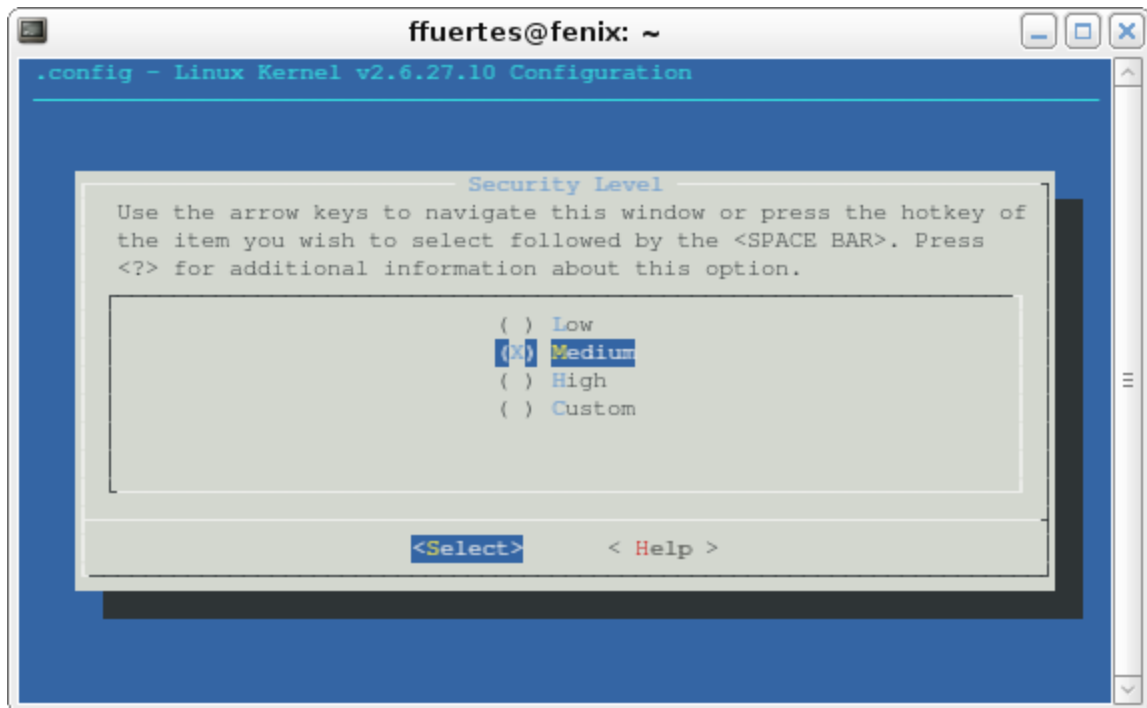 ffuertes@fenix: ~
.config - Linux Kernel v2.6.27.10 Configuration
Security Level
Use the arrow keys to navigate this window or press the hotkey of
the item you wish to select followed by the <SPACE BAR>. Press
<?> for additional information about this option.
( ) Low
(X) Medium
( ) High
( ) Custom
<Select> < Help >